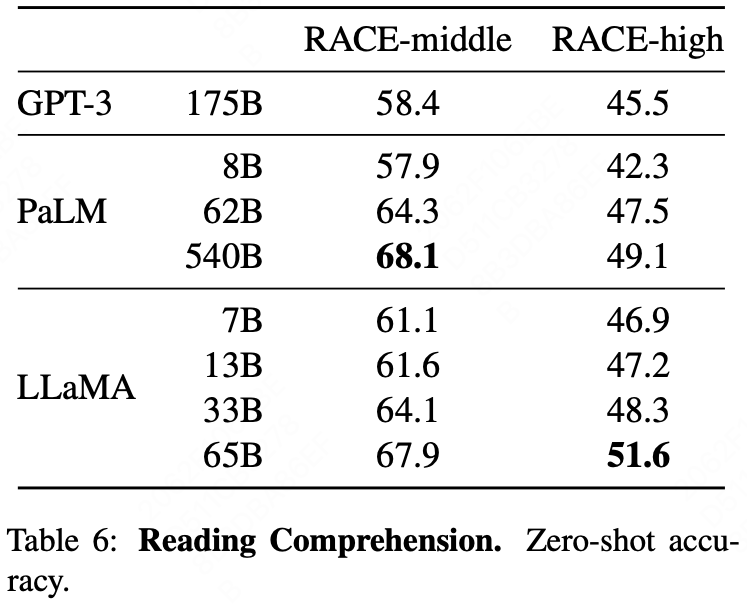 RACE-middle RACE-high
GPT-3 175B 58.4 45.5
8B 57.9 42.3
PaLM 62B 64.3 47.5
540B 68.1 49.1
7B 61.1 46.9
13B 61.6 47.2
LLaMA
33B 64.1 48.3
65B 67.9 51.6
Table 6: Reading Comprehension. Zero-shot accu-
racy.